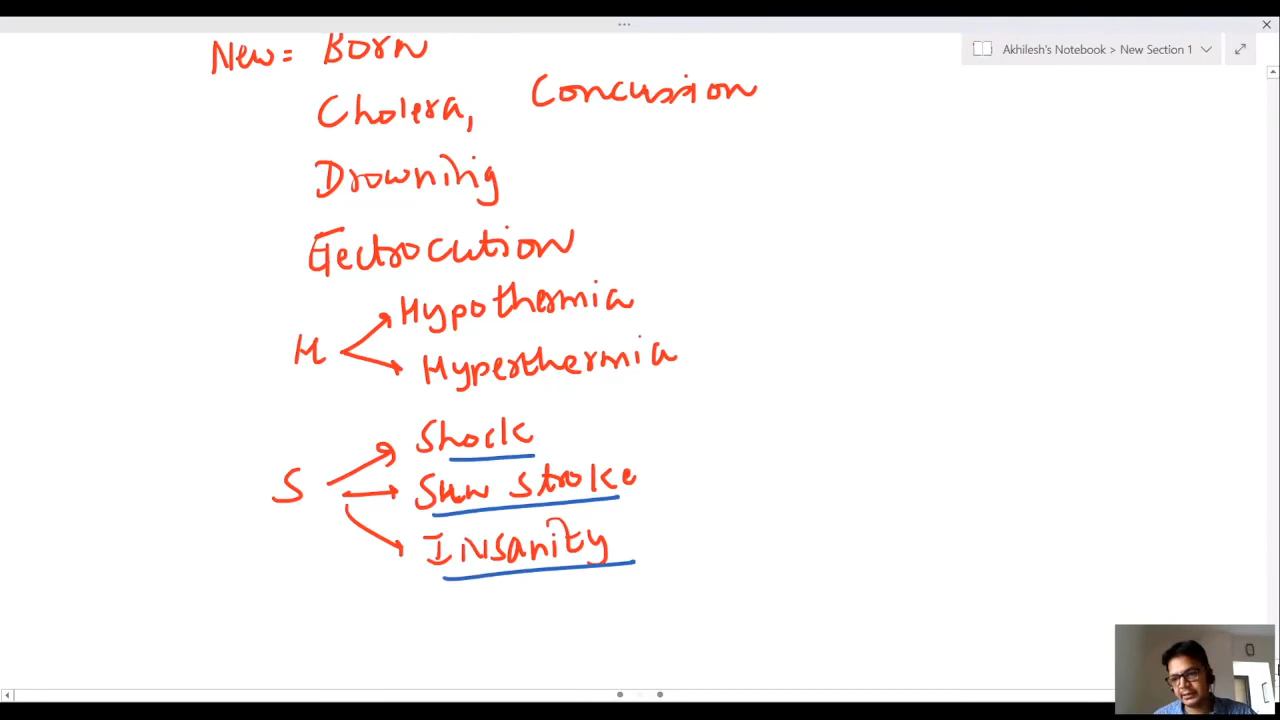 Akhilesh's Notebook > New Section 1
New = Born
Cholera, Concussion
Drowning
Electrocution
H Hypothermia
Hyperthermia
S Shock
Sun stroke
Insanity